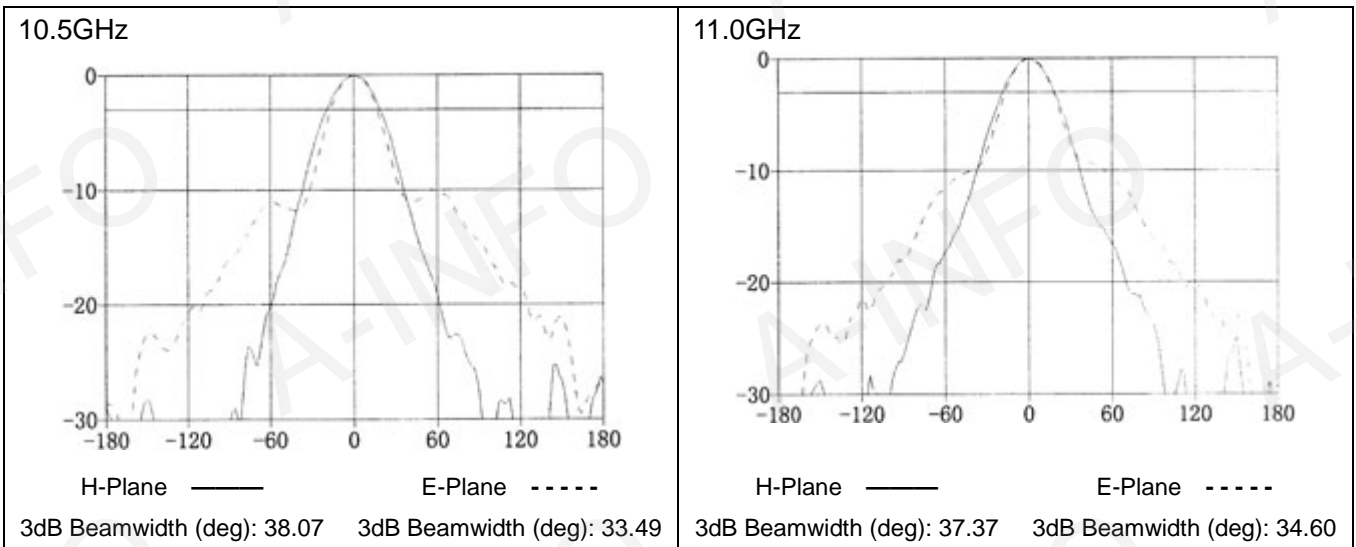 10.5GHz
0
-10
-20
-30
-180 -120 -60 0 60 120 180
H-Plane E-Plane
3dB Beamwidth (deg): 38.07 3dB Beamwidth (deg): 33.49
11.0GHz
0
-10
-20
-30
-180 -120 -60 0 60 120 180
H-Plane E-Plane
3dB Beamwidth (deg): 37.37 3dB Beamwidth (deg): 34.60
A-INFO
A-INFO